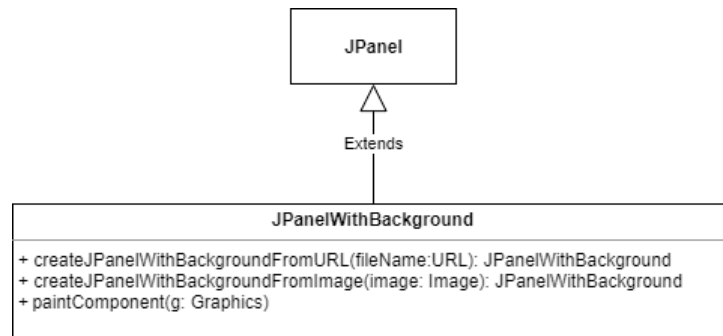 JPanel
Extends
JPanelWithBackground
+ createJPanelWithBackgroundFromURL(fileName:URL): JPanelWithBackground
+ createJPanelWithBackgroundFromImage(image: Image): JPanelWithBackground
+ paintComponent(g: Graphics)